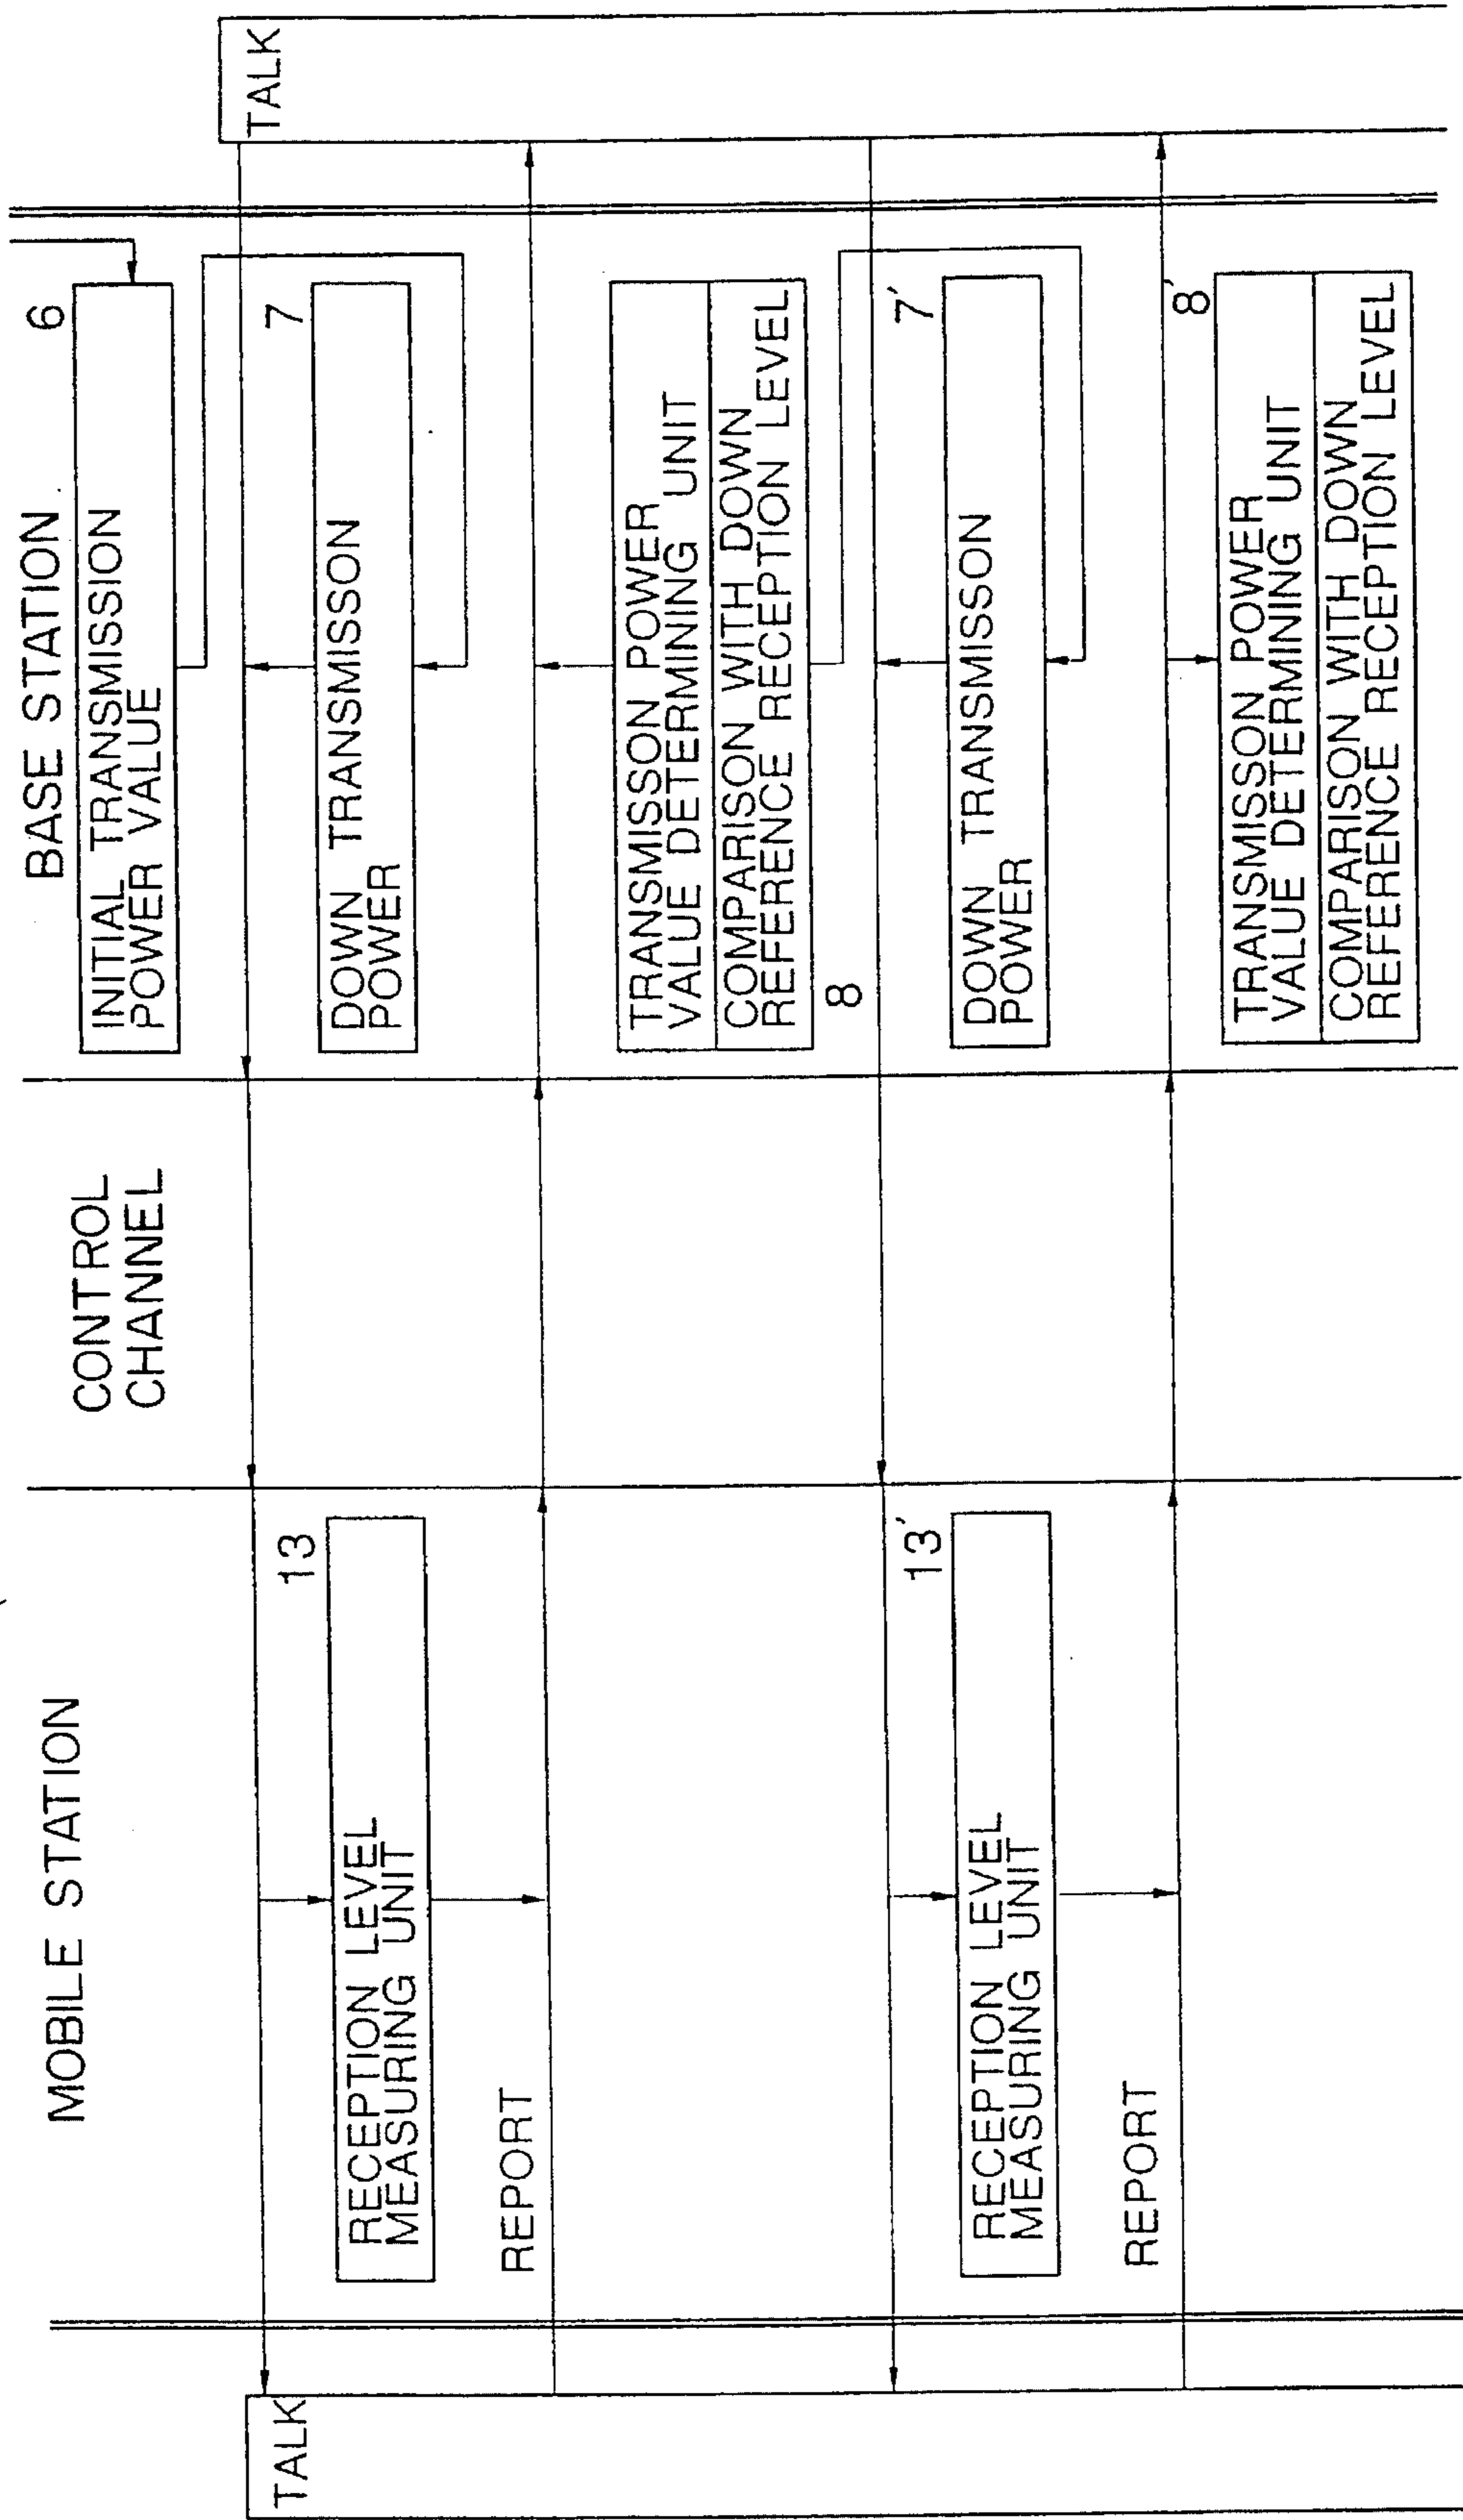 MOBILE STATION
CONTROL
CHANNEL
BASE STATION
6
INITIAL TRANSMISSION
POWER VALUE
TALK
TALK
13
RECEPTION LEVEL
MEASURING UNIT
7
DOWN TRANSMISSON
POWER
REPORT
TRANSMISSON POWER
VALUE DETERMINING UNIT
COMPARISON WITH DOWN
REFERENCE RECEPTION LEVEL
8
13'
RECEPTION LEVEL
MEASURING UNIT
7'
DOWN TRANSMISSON
POWER
REPORT
8'
TRANSMISSON POWER
VALUE DETERMINING UNIT
COMPARISON WITH DOWN
REFERENCE RECEPTION LEVEL